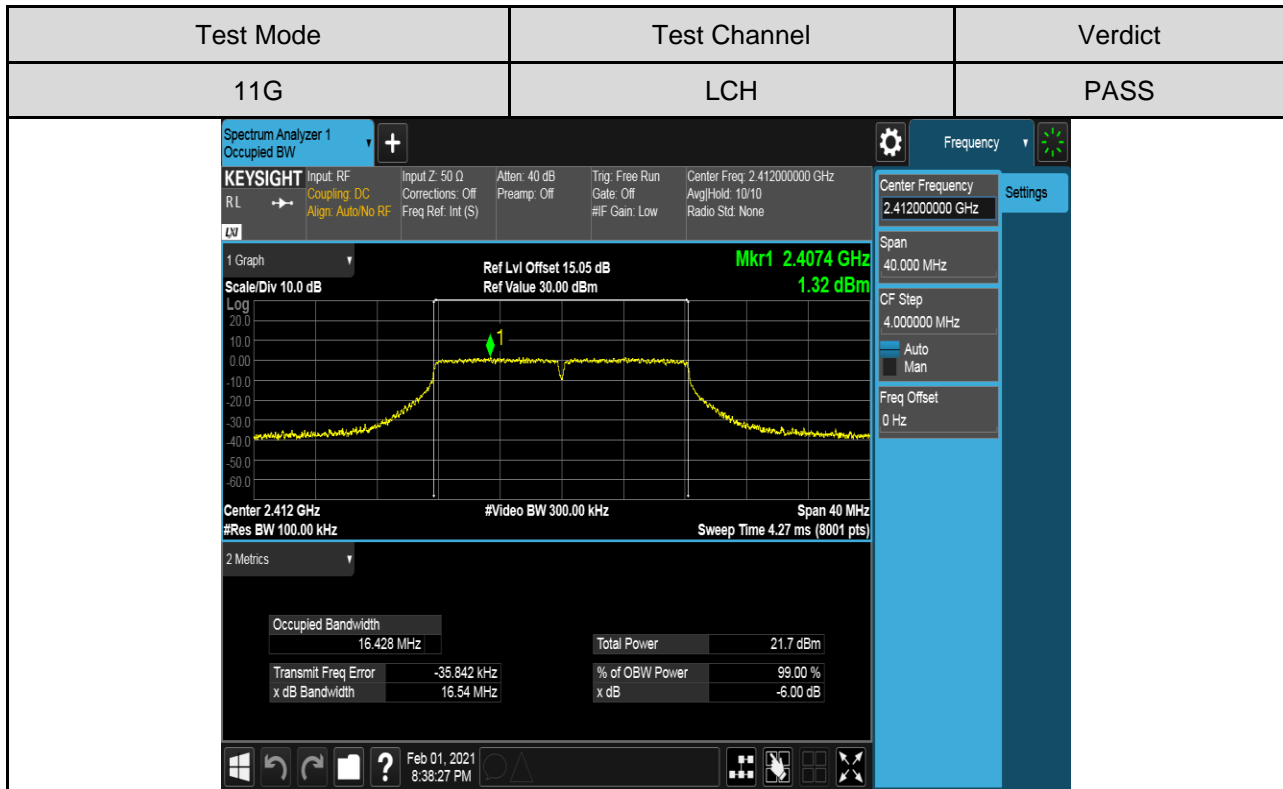 Test Mode Test Channel Verdict
11G LCH PASS
Spectrum Analyzer 1
Occupied BW
Frequency
KEYSIGHT
RL
LXI
Input: RF
Coupling: DC
Align: Auto/No RF
Input Z: 50 Ω
Corrections: Off
Freq Ref: Int (S)
Atten: 40 dB
Preamp: Off
Trig: Free Run
Gate: Off
#IF Gain: Low
Center Freq: 2.412000000 GHz
Avg|Hold: 10/10
Radio Std: None
Center Frequency
2.412000000 GHz
Settings
Span
40.000 MHz
CF Step
4.000000 MHz
Auto
Man
Freq Offset
0 Hz
1 Graph
Scale/Div 10.0 dB
Ref Lvl Offset 15.05 dB
Ref Value 30.00 dBm
Mkr1 2.4074 GHz
1.32 dBm
Log
20.0
10.0
0.00
-10.0
-20.0
-30.0
-40.0
-50.0
-60.0
1
Center 2.412 GHz
#Res BW 100.00 kHz
#Video BW 300.00 kHz
Span 40 MHz
Sweep Time 4.27 ms (8001 pts)
2 Metrics
Occupied Bandwidth
16.428 MHz
Total Power 21.7 dBm
Transmit Freq Error -35.842 kHz
% of OBW Power 99.00 %
x dB Bandwidth 16.54 MHz
x dB -6.00 dB
?
Feb 01, 2021
8:38:27 PM